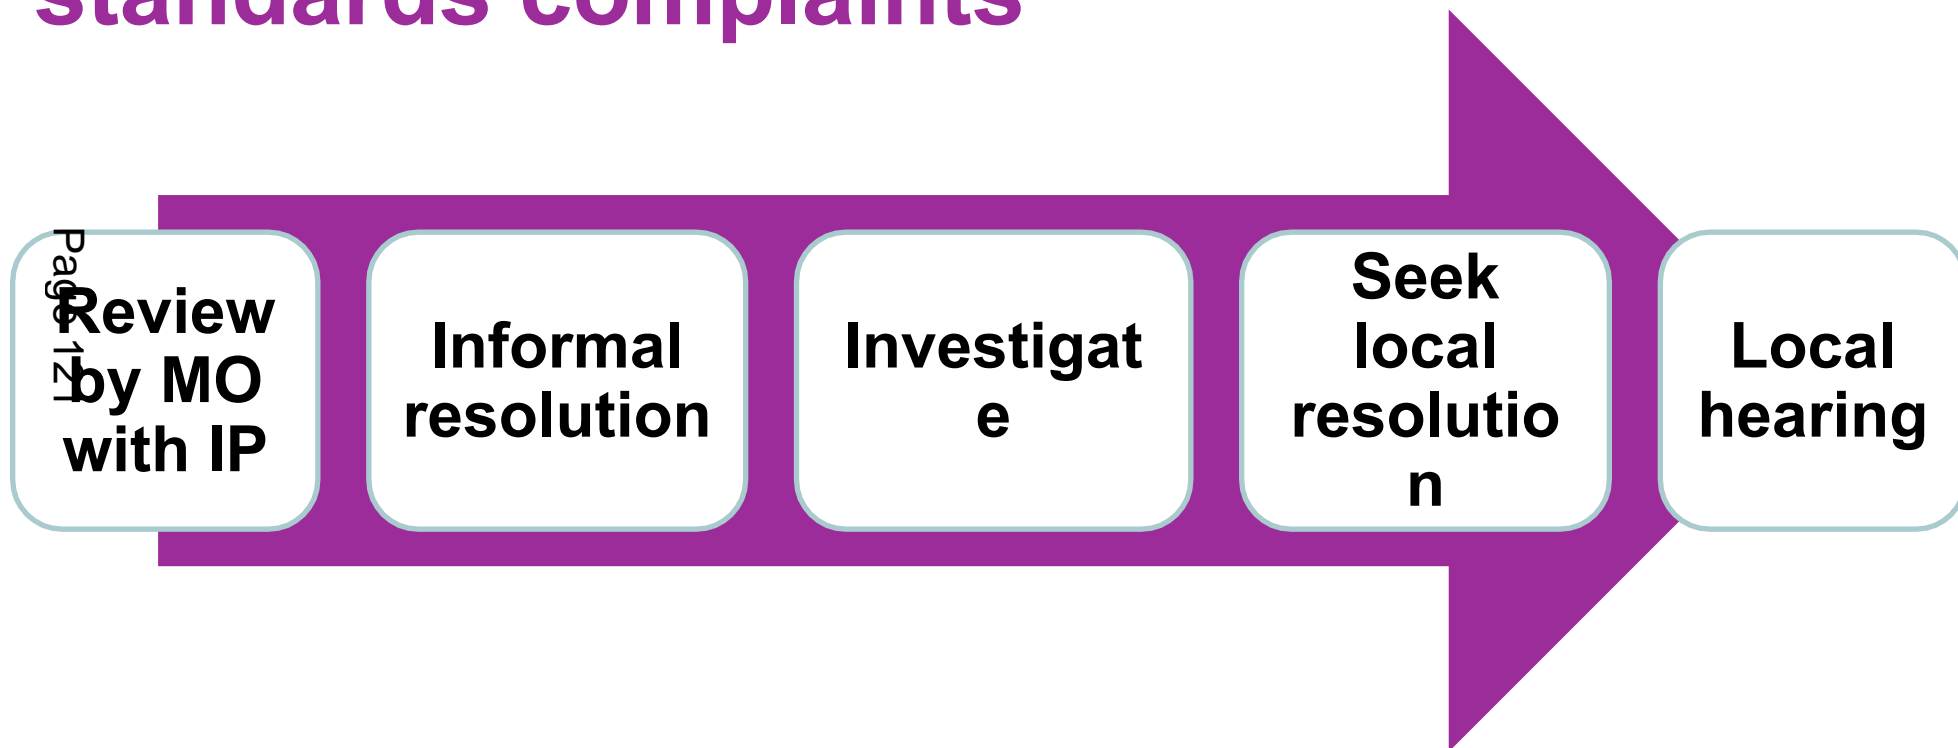 standards complaints
Page 121
Review
by MO
with IP
Informal
resolution
Investigat
e
Seek
local
resolutio
n
Local
hearing